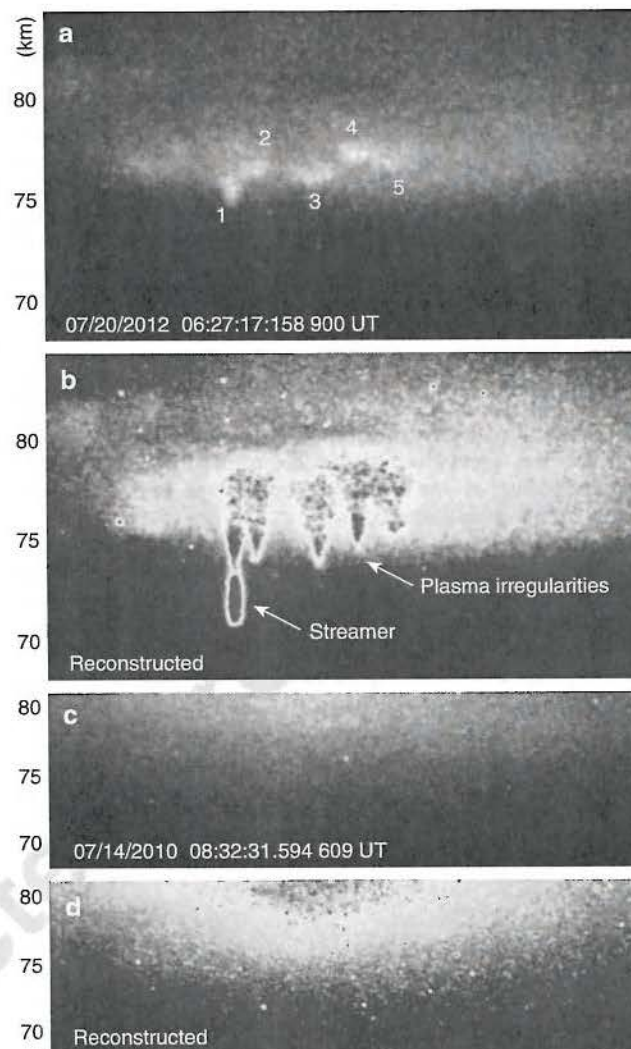 (km)
a
80
4
2
75
1
3
5
70
07/20/2012 06:27:17:158 900 UT
b
80
75
Plasma irregularities
Streamer
70
Reconstructed
80
c
75
70
07/14/2010 08:32:31.594 609 UT
80
d
75
70
Reconstructed